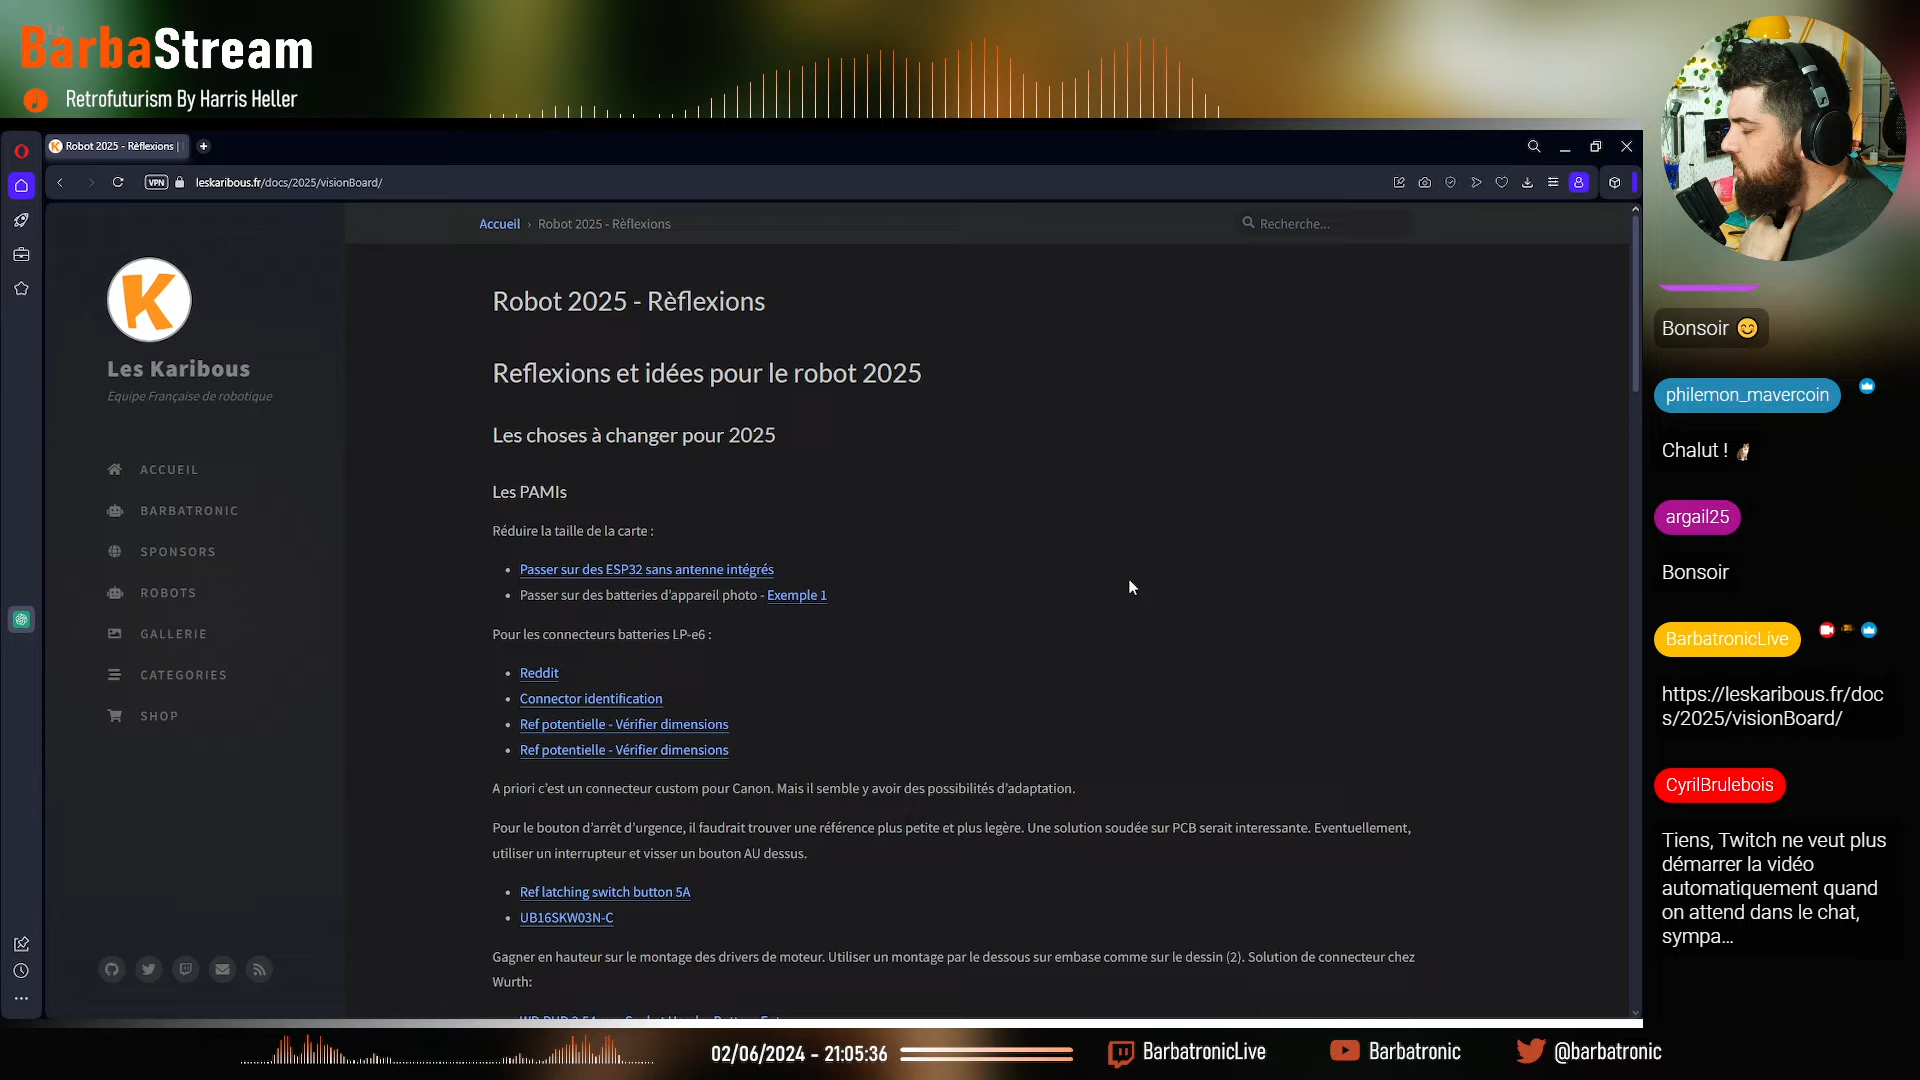 BarbaStream
Retrofuturism By Harris Heller
Robot 2025 - Rèflexions |
VPN
leskaribous.fr/docs/2025/visionBoard/
Accueil › Robot 2025 - Rèflexions
Recherche...
K
Les Karibous
Equipe Française de robotique
ACCUEIL
BARBATRONIC
SPONSORS
ROBOTS
GALLERIE
CATEGORIES
SHOP
Robot 2025 - Rèflexions
Reflexions et idées pour le robot 2025
Les choses à changer pour 2025
Les PAMIs
Réduire la taille de la carte :
• Passer sur des ESP32 sans antenne intégrés
• Passer sur des batteries d'appareil photo - Exemple 1
Pour les connecteurs batteries LP-e6 :
• Reddit
• Connector identification
• Ref potentielle - Vérifier dimensions
• Ref potentielle - Vérifier dimensions
A priori c'est un connecteur custom pour Canon. Mais il semble y avoir des possibilités d'adaptation.
Pour le bouton d'arrêt d'urgence, il faudrait trouver une référence plus petite et plus legère. Une solution soudée sur PCB serait interessante. Eventuellement,
utiliser un interrupteur et visser un bouton AU dessus.
• Ref latching switch button 5A
• UB16SKW03N-C
Gagner en hauteur sur le montage des drivers de moteur. Utiliser un montage par le dessous sur embase comme sur le dessin (2). Solution de connecteur chez
Wurth:
Bonsoir 😊
philemon_mavercoin
Chalut !
argail25
Bonsoir
BarbatronicLive
https://leskaribous.fr/doc
s/2025/visionBoard/
CyrilBrulebois
Tiens, Twitch ne veut plus
démarrer la vidéo
automatiquement quand
on attend dans le chat,
sympa...
02/06/2024 - 21:05:36
BarbatronicLive
Barbatronic
@barbatronic